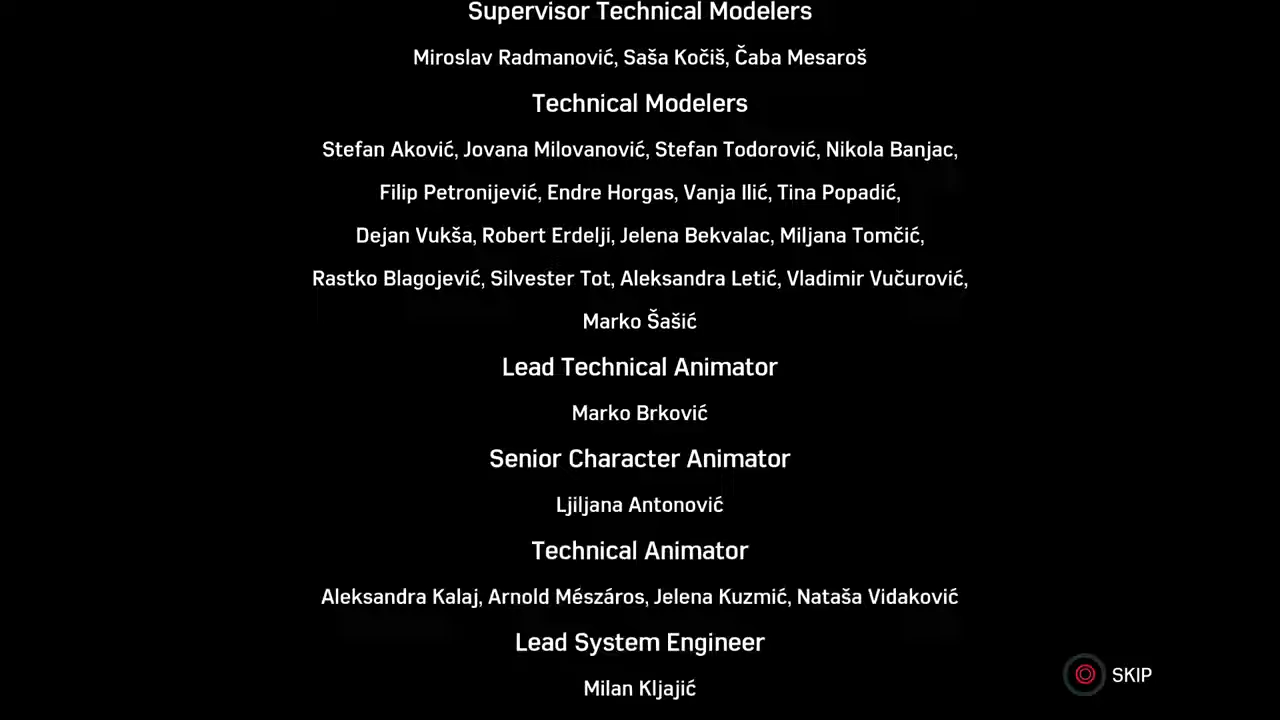 Supervisor Technical Modelers
Miroslav Radmanović, Saša Kočiš, Čaba Mesaroš
Technical Modelers
Stefan Aković, Jovana Milovanović, Stefan Todorović, Nikola Banjac,
Filip Petronijević, Endre Horgas, Vanja Ilić, Tina Popadić,
Dejan Vukša, Robert Erdelji, Jelena Bekvalac, Miljana Tomčić,
Rastko Blagojević, Silvester Tot, Aleksandra Letić, Vladimir Vučurović,
Marko Šašić
Lead Technical Animator
Marko Brković
Senior Character Animator
Ljiljana Antonović
Technical Animator
Aleksandra Kalaj, Arnold Mészáros, Jelena Kuzmić, Nataša Vidaković
Lead System Engineer
Milan Kljajić
SKIP